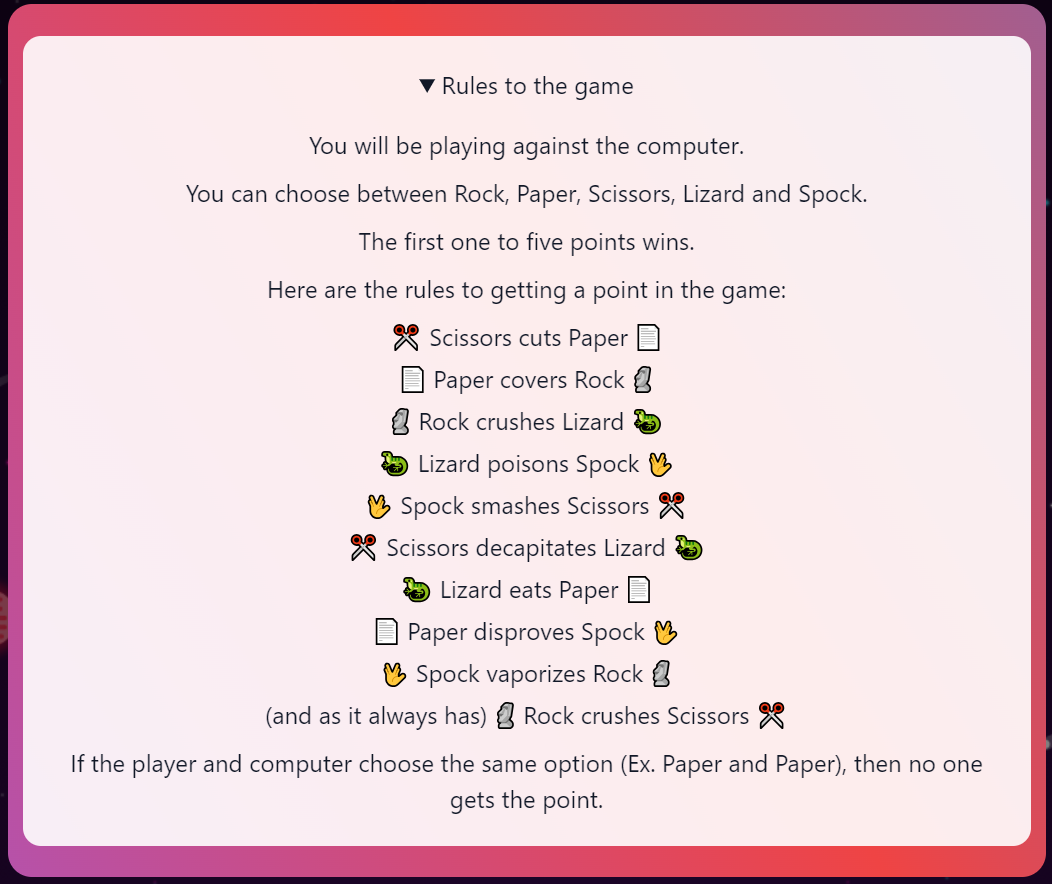 ▼ Rules to the game
You will be playing against the computer.
You can choose between Rock, Paper, Scissors, Lizard and Spock.
The first one to five points wins.
Here are the rules to getting a point in the game:
✂️ Scissors cuts Paper 📄
📄 Paper covers Rock 🗿
🗿 Rock crushes Lizard 🦎
🦎 Lizard poisons Spock 🖖
🖖 Spock smashes Scissors ✂️
✂️ Scissors decapitates Lizard 🦎
🦎 Lizard eats Paper 📄
📄 Paper disproves Spock 🖖
🖖 Spock vaporizes Rock 🗿
(and as it always has) 🗿 Rock crushes Scissors ✂️
If the player and computer choose the same option (Ex. Paper and Paper), then no one
gets the point.